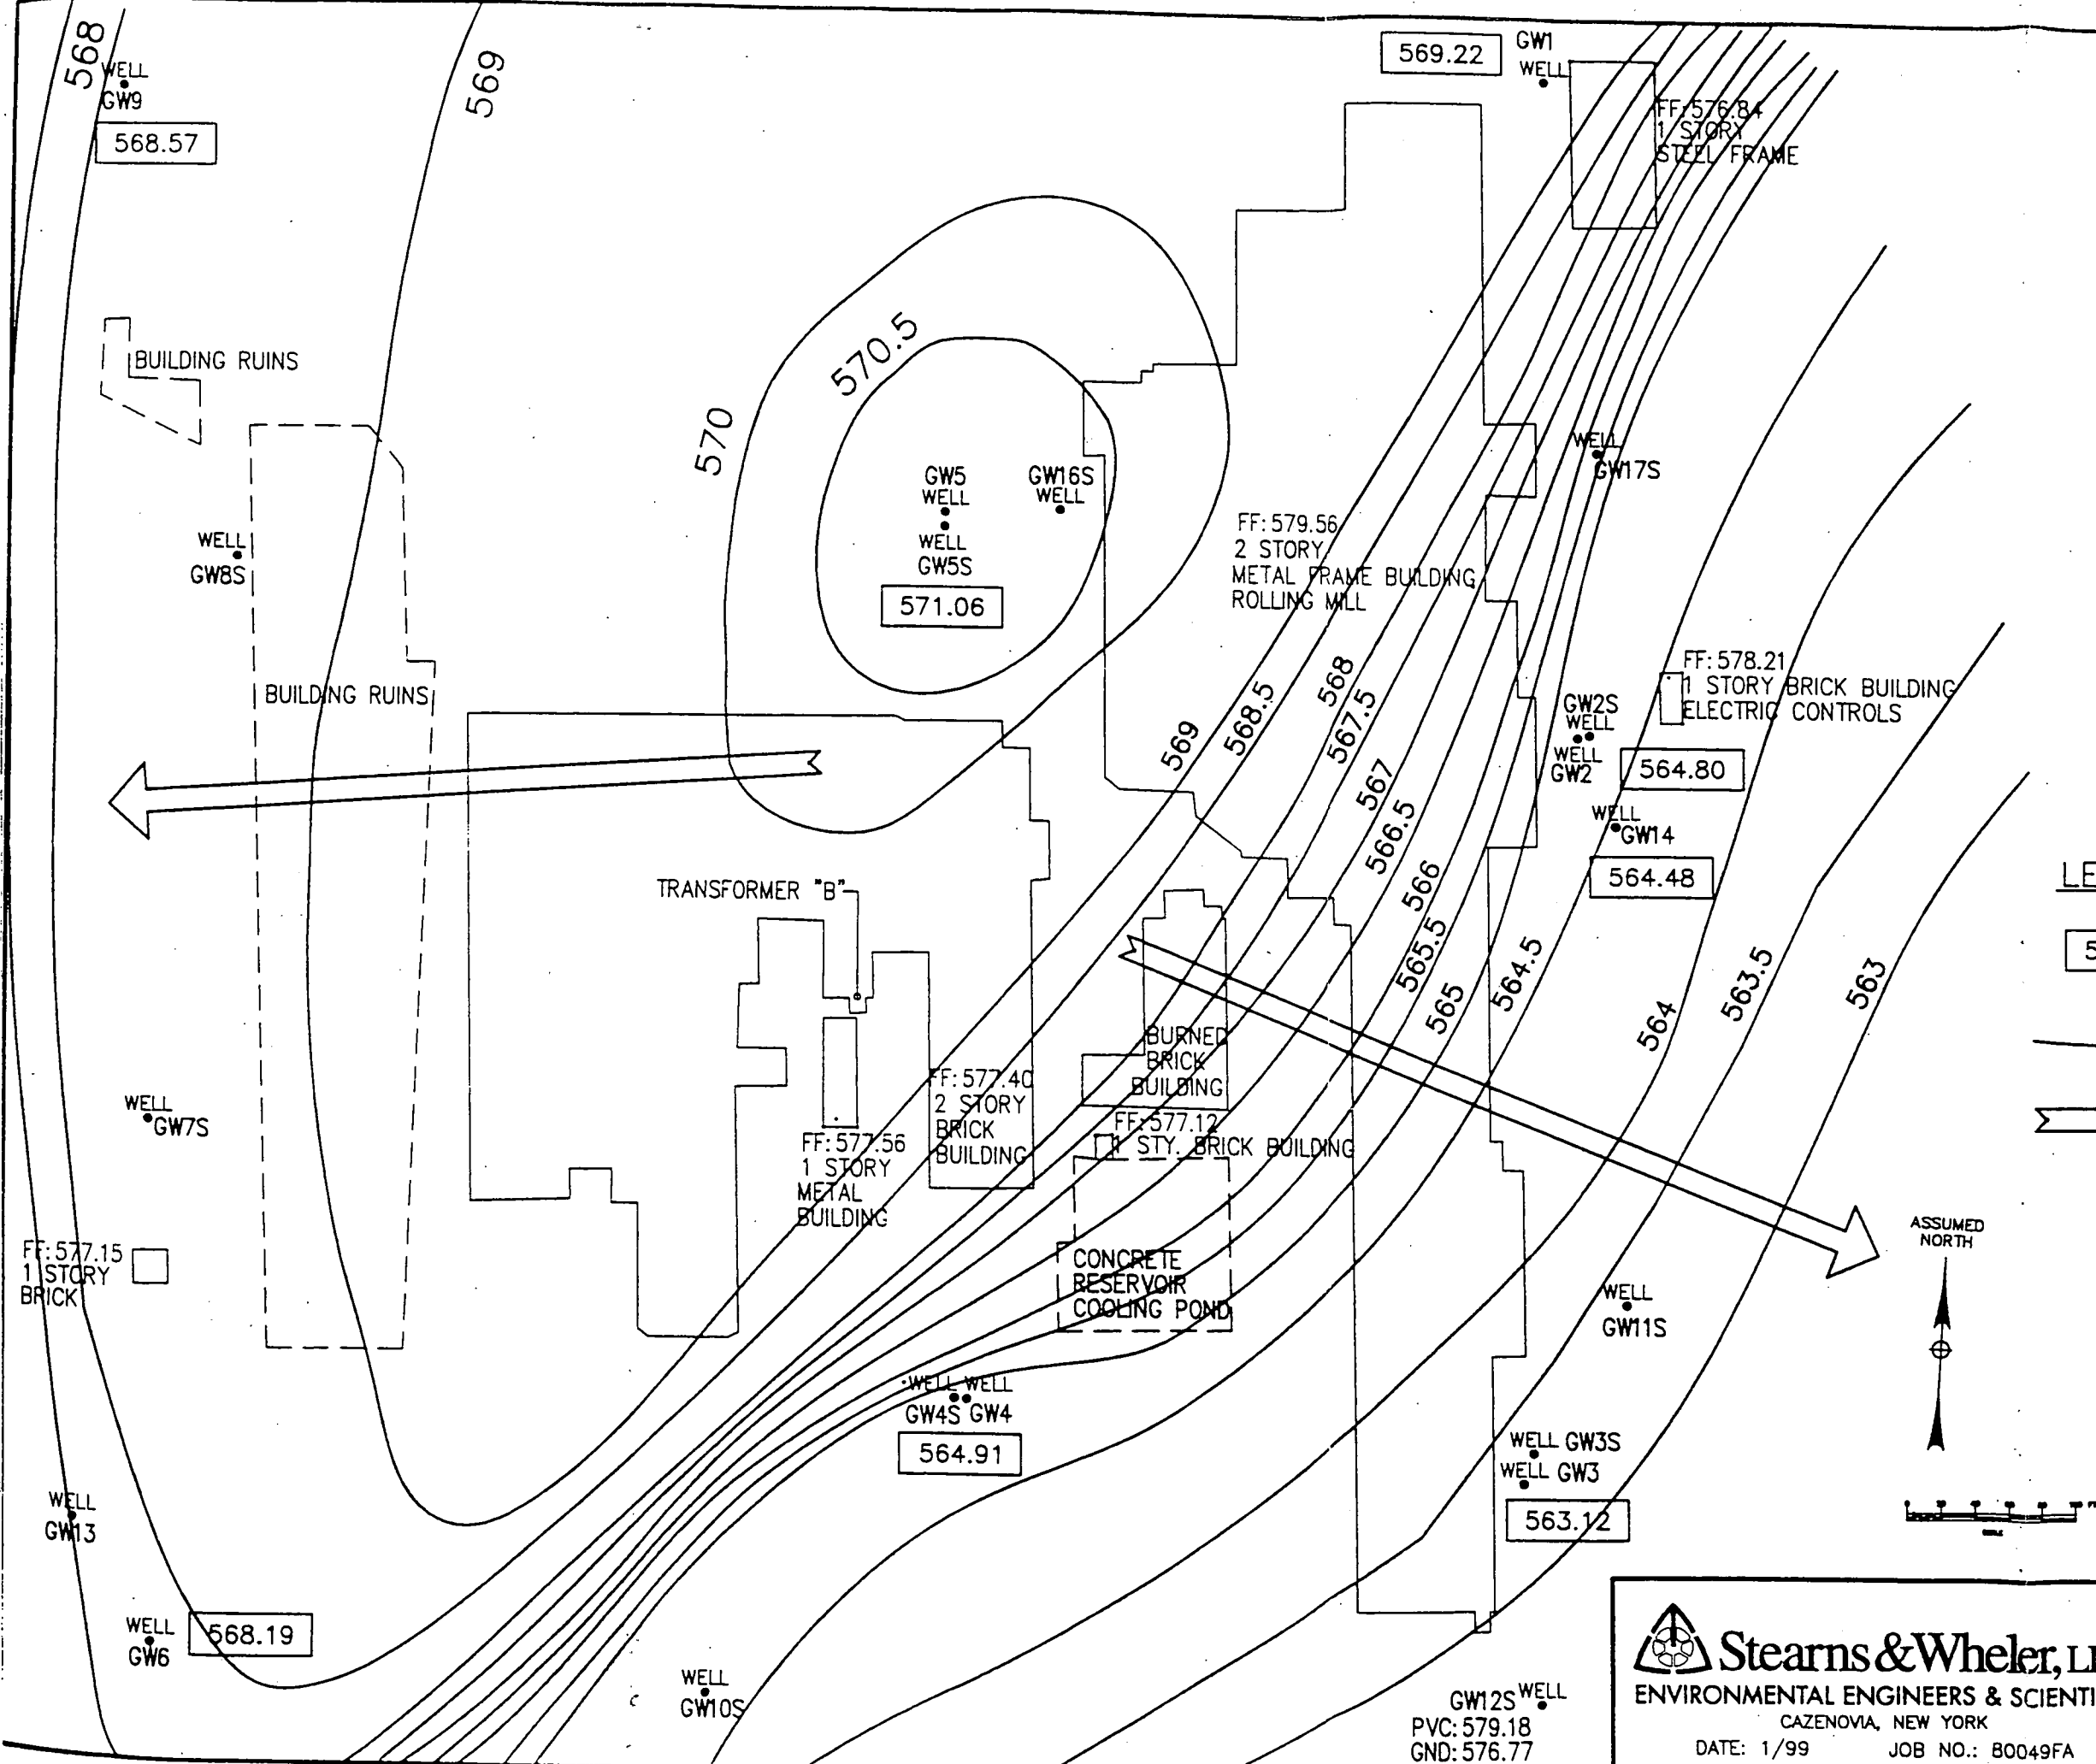 568
WELL
GW9
568.57
569
569.22
GW1
WELL
FF:576.84
1 STORY
STEEL FRAME
BUILDING RUINS
570.5
570
GW5
WELL
WELL
GW5S
571.06
GW16S
WELL
WELL
GW17S
FF:579.56
2 STORY
METAL FRAME BUILDING
ROLLING MILL
WELL
GW8S
BUILDING RUINS
FF:578.21
1 STORY BRICK BUILDING
ELECTRIC CONTROLS
GW2S
WELL
WELL
GW2
564.80
WELL
GW14
564.48
569
568.5
568
567.5
567
566.5
566
565.5
565
564.5
564
563.5
563
LE
5
TRANSFORMER "B"
BURNED
BRICK
BUILDING
FF:577.40
2 STORY
BRICK
BUILDING
FF:577.12
1 STY. BRICK BUILDING
FF:577.56
1 STORY
METAL
BUILDING
WELL
GW7S
FF:577.15
1 STORY
BRICK
CONCRETE
RESERVOIR
COOLING POND
ASSUMED
NORTH
WELL
GW11S
WELL WELL
GW4S GW4
564.91
WELL GW3S
WELL GW3
563.12
WELL
GW13
WELL
GW6
568.19
WELL
GW10S
GW12S WELL
PVC:579.18
GND:576.77
Stearns & Wheler, LL
ENVIRONMENTAL ENGINEERS & SCIENTI
CAZENOVIA, NEW YORK
DATE: 1/99 JOB NO.: 80049FA